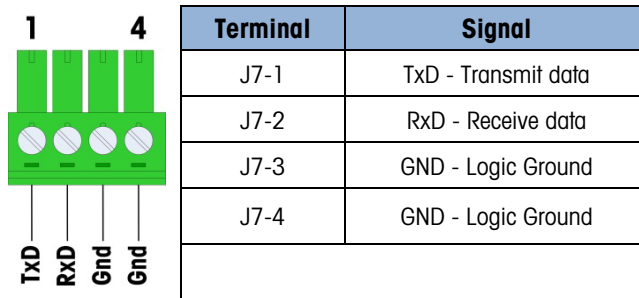 1 4
TxD
RxD
Gnd
Gnd
Terminal Signal
J7-1 TxD - Transmit data
J7-2 RxD - Receive data
J7-3 GND - Logic Ground
J7-4 GND - Logic Ground